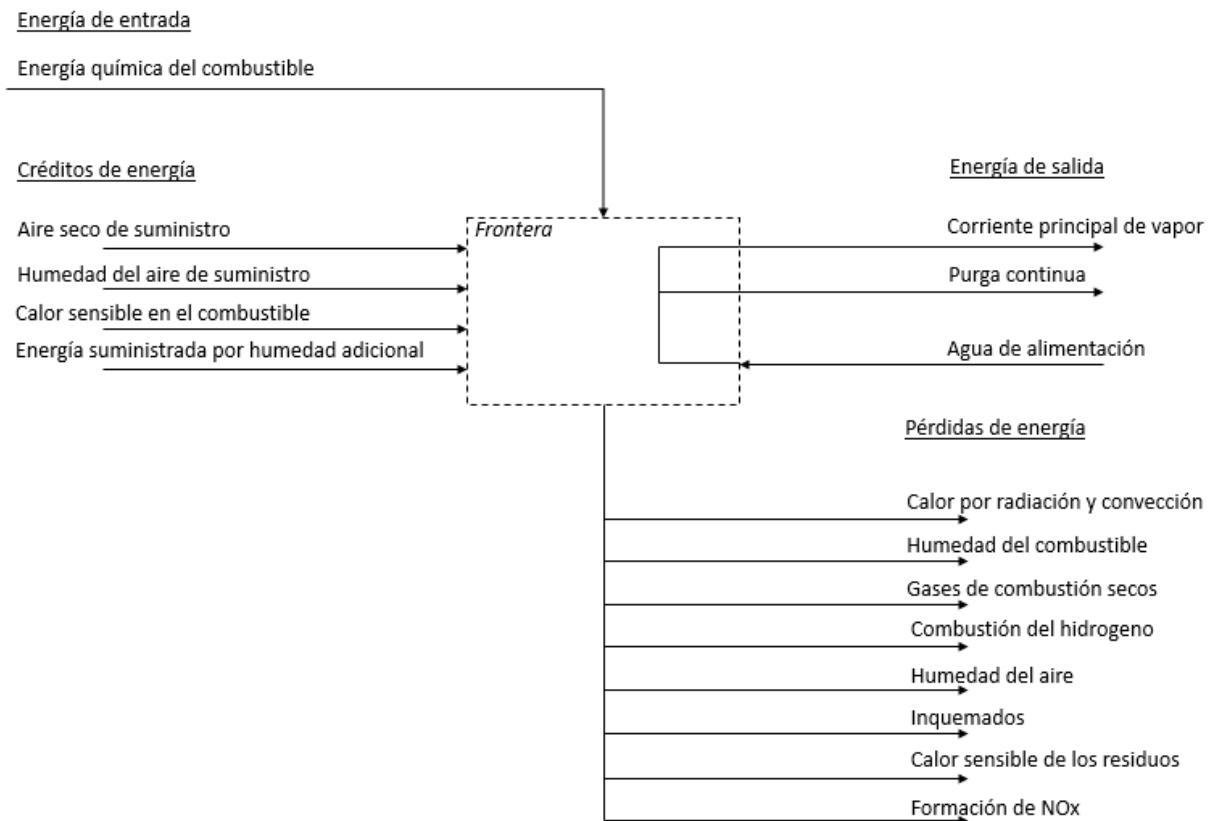 Energía de entrada
Energía química del combustible
Créditos de energía
Aire seco de suministro
Humedad del aire de suministro
Calor sensible en el combustible
Energía suministrada por humedad adicional
Frontera
Energía de salida
Corriente principal de vapor
Purga continua
Agua de alimentación
Pérdidas de energía
Calor por radiación y convección
Humedad del combustible
Gases de combustión secos
Combustión del hidrogeno
Humedad del aire
Inquemados
Calor sensible de los residuos
Formación de NOx